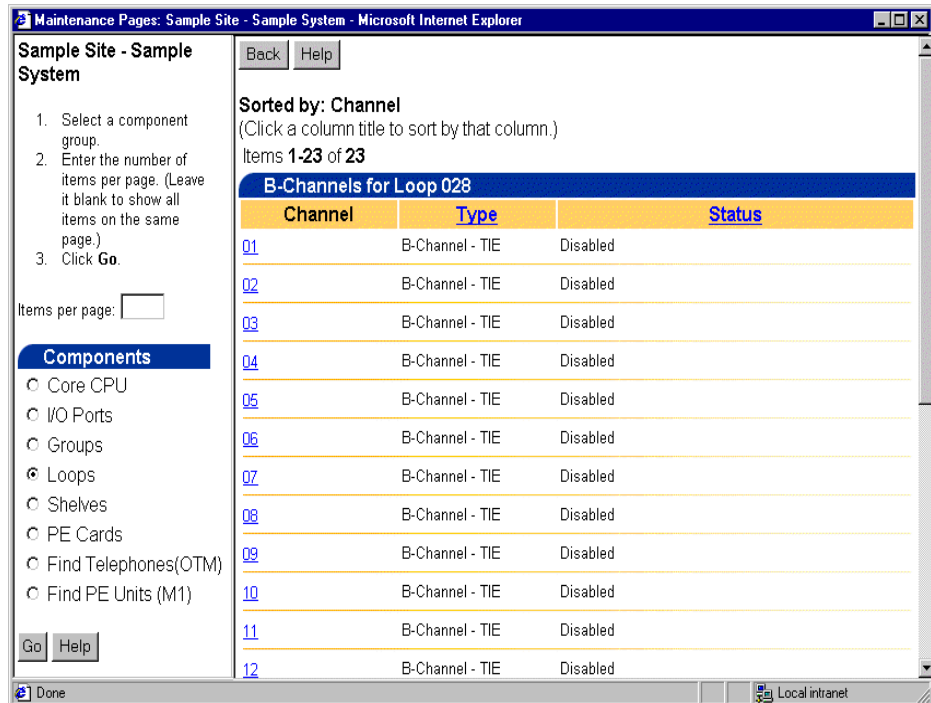 Maintenance Pages: Sample Site - Sample System - Microsoft Internet Explorer
Sample Site - Sample
System
1. Select a component
group.
2. Enter the number of
items per page. (Leave
it blank to show all
items on the same
page.)
3. Click Go.
Items per page:
Components
Core CPU
I/O Ports
Groups
Loops
Shelves
PE Cards
Find Telephones(OTM)
Find PE Units (M1)
Go Help
Back Help
Sorted by: Channel
(Click a column title to sort by that column.)
Items 1-23 of 23
B-Channels for Loop 028
Channel Type Status
01 B-Channel - TIE Disabled
02 B-Channel - TIE Disabled
03 B-Channel - TIE Disabled
04 B-Channel - TIE Disabled
05 B-Channel - TIE Disabled
06 B-Channel - TIE Disabled
07 B-Channel - TIE Disabled
08 B-Channel - TIE Disabled
09 B-Channel - TIE Disabled
10 B-Channel - TIE Disabled
11 B-Channel - TIE Disabled
12 B-Channel - TIE Disabled
Done Local intranet